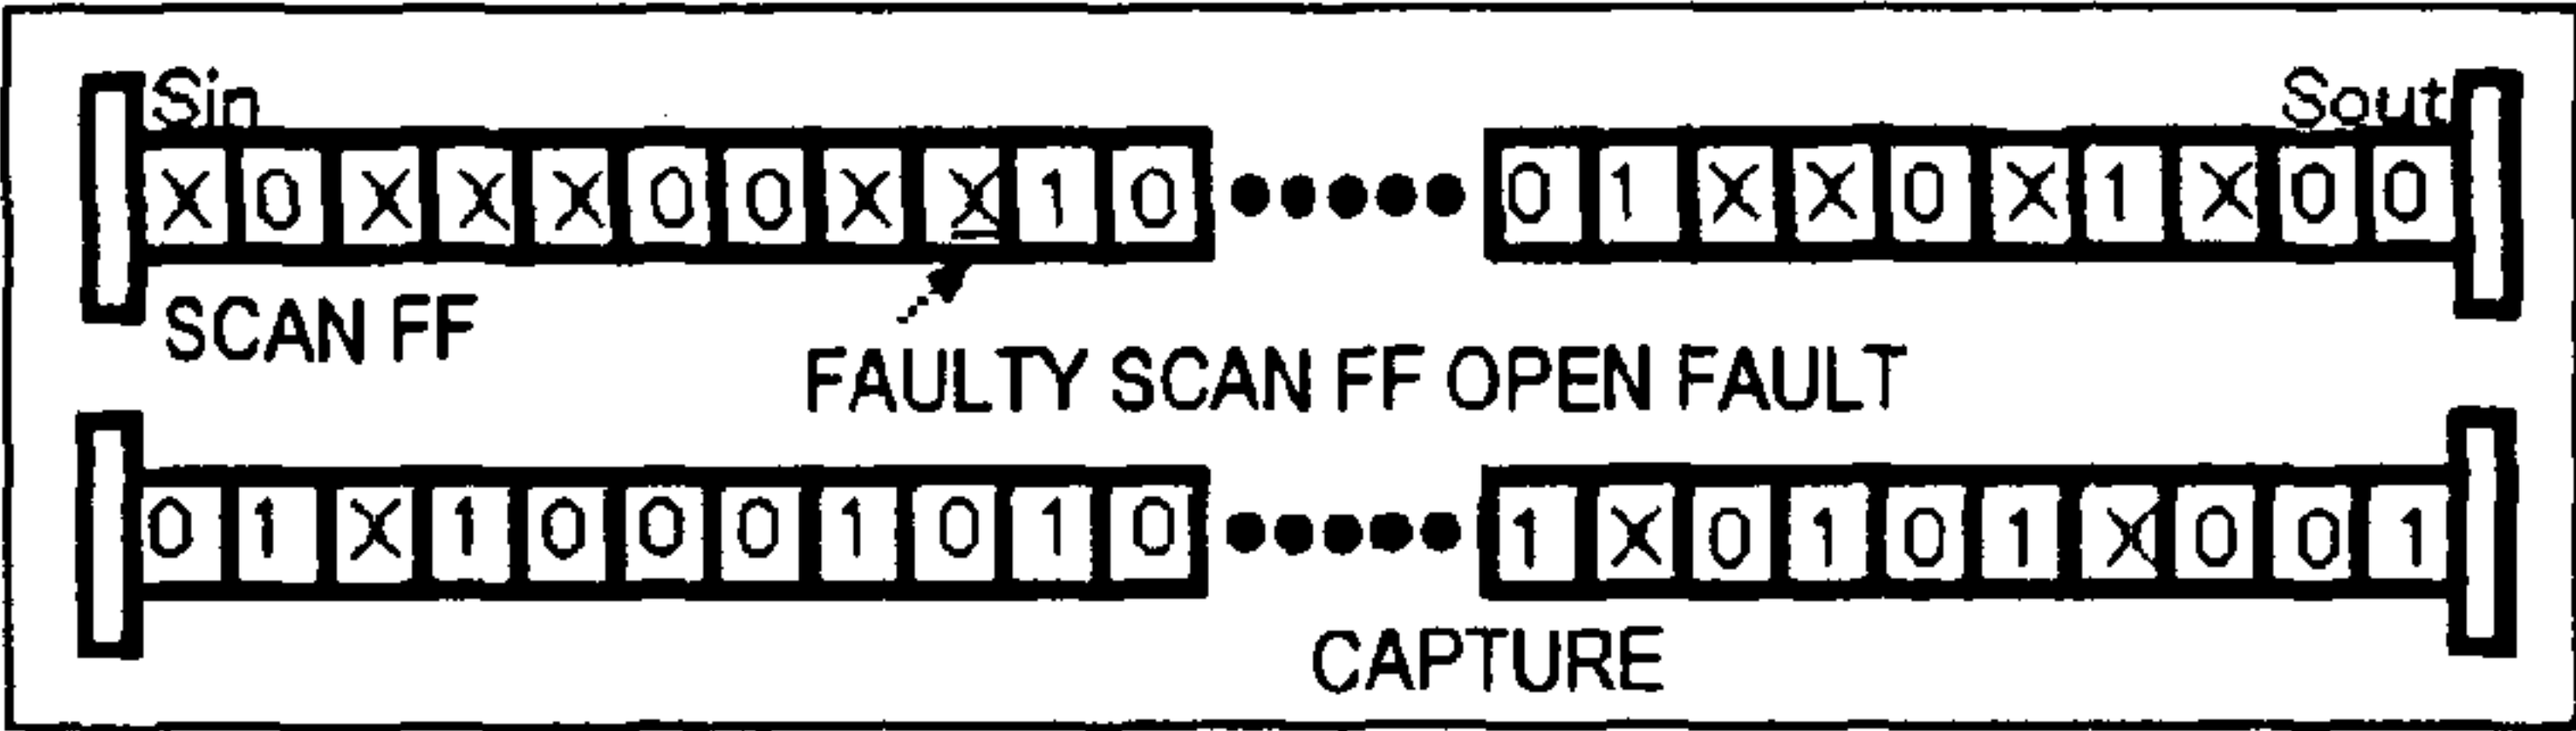 Sin Sout
X 0 X X X 0 0 X X 1 0 ••••• 0 1 X X 0 X 1 X 0 0
SCAN FF
FAULTY SCAN FF OPEN FAULT
0 1 X 1 0 0 0 1 0 1 0 ••••• 1 X 0 1 0 1 X 0 0 1
CAPTURE